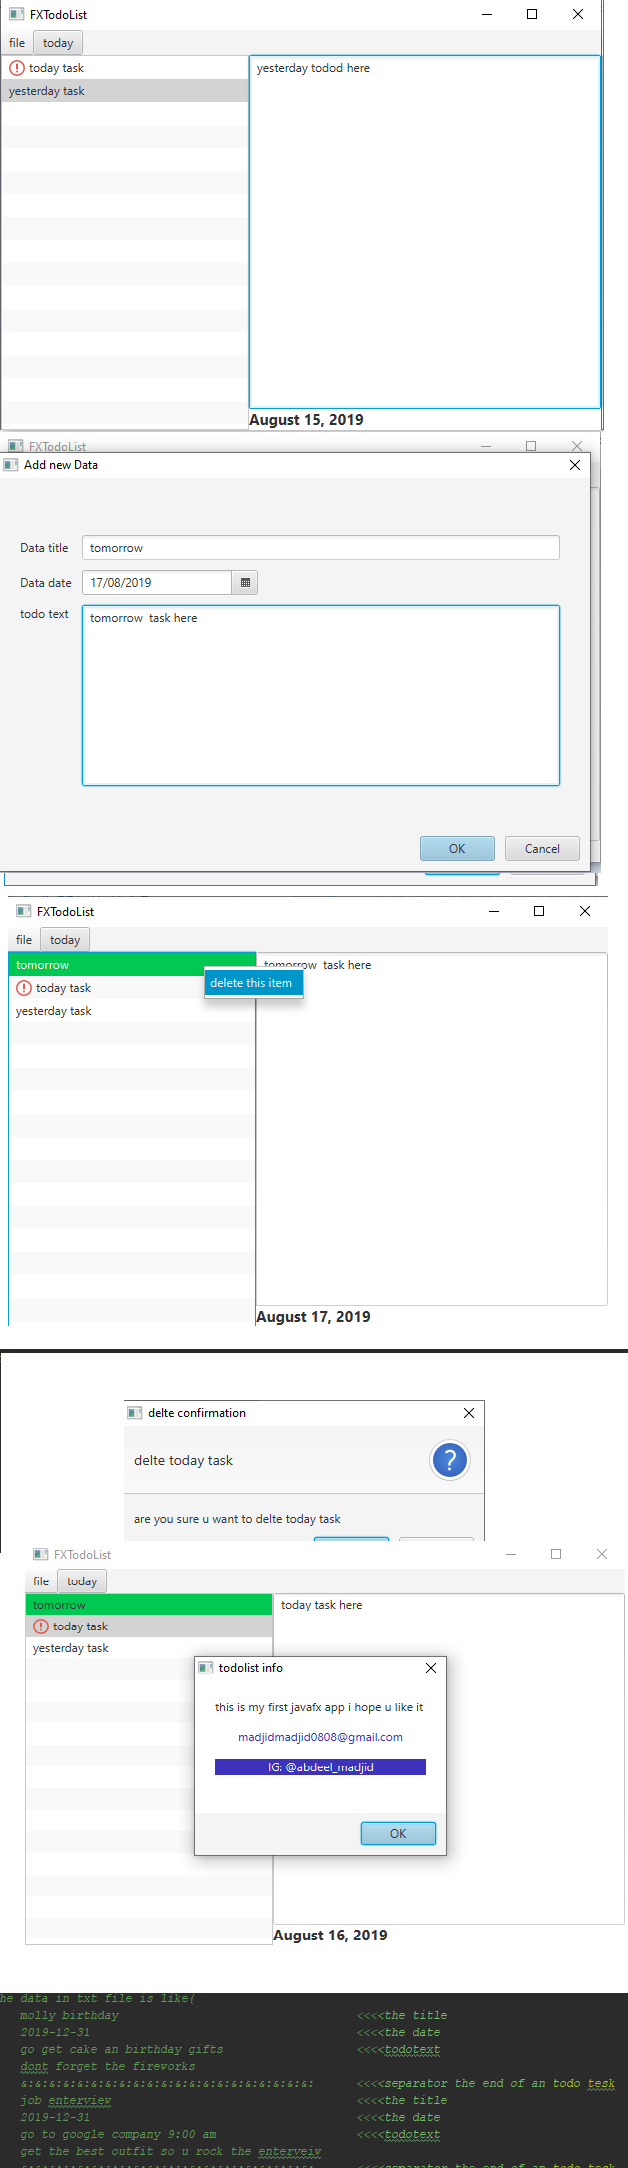 FXTodoList
file today
today task
yesterday task
yesterday todod here
August 15, 2019
FXTodoList
Add new Data
Data title tomorrow
Data date 17/08/2019
todo text tomorrow  task here
OK Cancel
FXTodoList
file today
tomorrow
today task
yesterday task
delete this item
tomorrow  task here
August 17, 2019
delte confirmation
delte today task
?
are you sure u want to delte today task
FXTodoList
file today
tomorrow
today task
yesterday task
today task here
todolist info
this is my first javafx app i hope u like it
madjidmadjid0808@gmail.com
IG: @abdeel_madjid
OK
August 16, 2019
he data in txt file is like{
molly birthday <<<<the title
2019-12-31 <<<<the date
go get cake an birthday gifts <<<<todotext
dont forget the fireworks
&:&:&:&:&:&:&:&:&:&:&:&:&:&:&:&:&:&:&:&:&: <<<<separator the end of an todo tesk
job enterview <<<<the title
2019-12-31 <<<<the date
go to google company 9:00 am <<<<todotext
get the best outfit so u rock the enterveiw
<<<<separator the end of an todo task